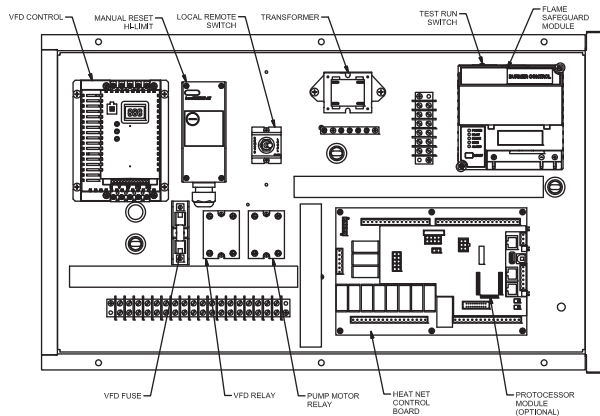 VFD CONTROL
MANUAL RESET
HI-LIMIT
LOCAL REMOTE
SWITCH
TRANSFORMER
TEST RUN
SWITCH
FLAME
SAFEGUARD
MODULE
BURNER CONTROL
VFD FUSE
VFD RELAY
PUMP MOTOR
RELAY
HEAT NET
CONTROL
BOARD
PROTOCESSOR
MODULE
(OPTIONAL)